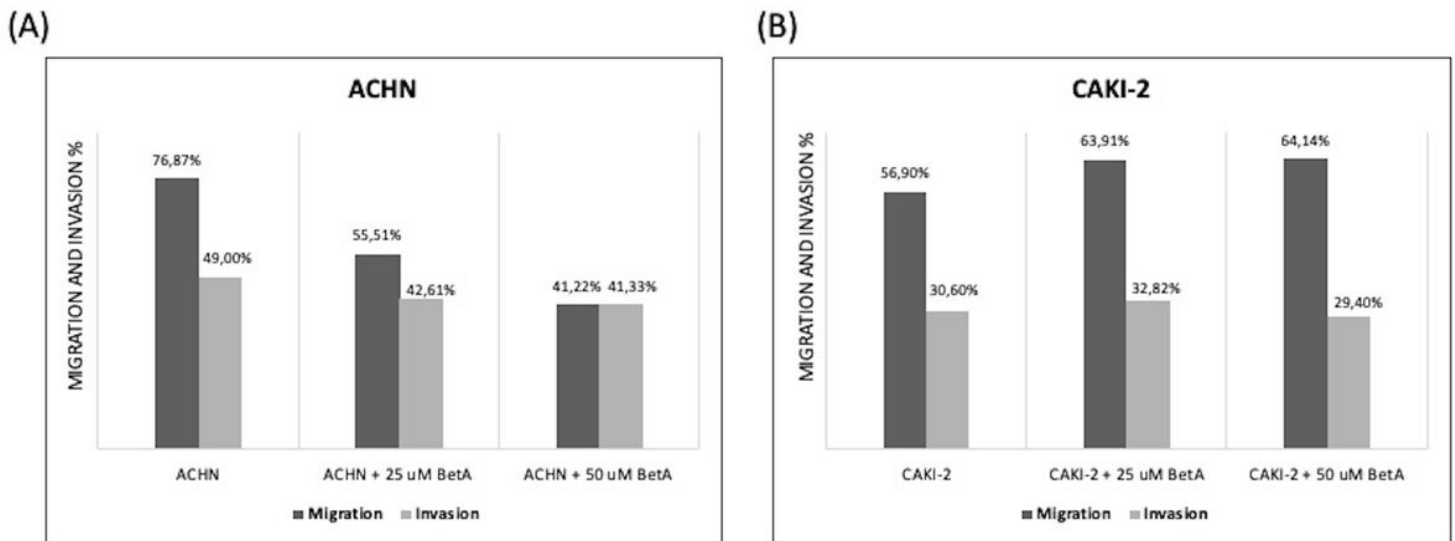 (A)
ACHN
MIGRATION AND INVASION %
76,87%
49,00%
55,51%
42,61%
41,22%
41,33%
ACHN
ACHN + 25 uM BetA
ACHN + 50 uM BetA
Migration
Invasion
(B)
CAKI-2
MIGRATION AND INVASION %
56,90%
30,60%
63,91%
32,82%
64,14%
29,40%
CAKI-2
CAKI-2 + 25 uM BetA
CAKI-2 + 50 uM BetA
Migration
Invasion